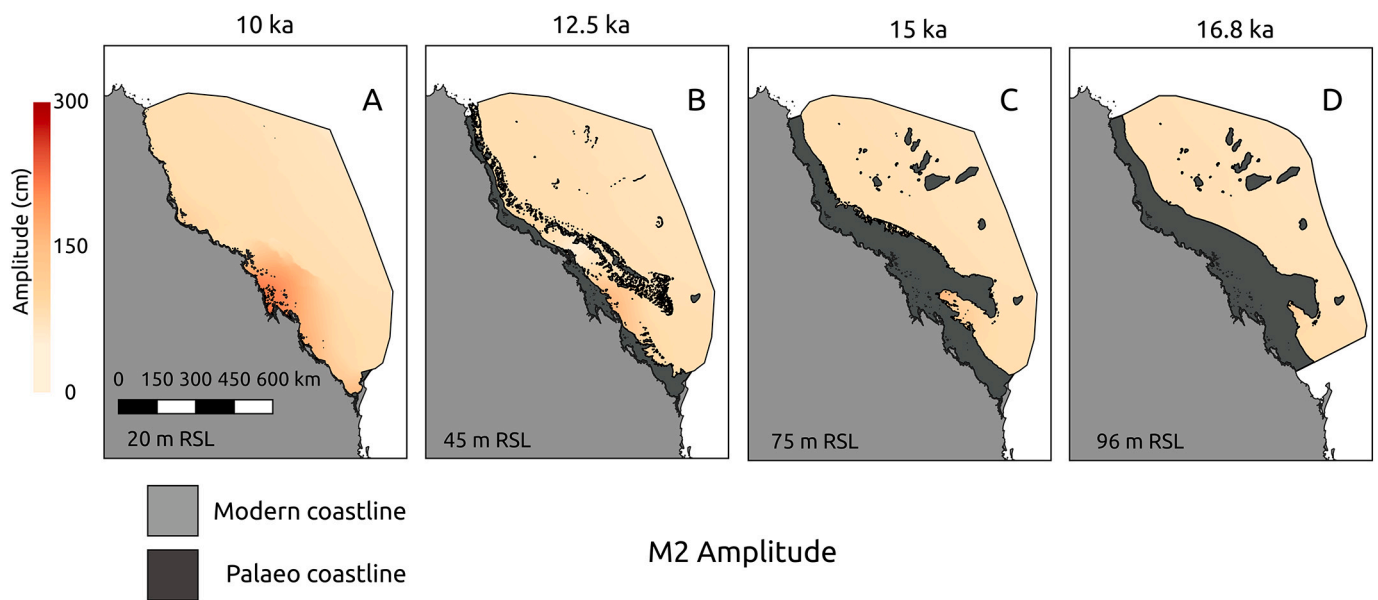 10 ka
12.5 ka
15 ka
16.8 ka
A
B
C
D
300
150
0
Amplitude (cm)
0 150 300 450 600 km
20 m RSL
45 m RSL
75 m RSL
96 m RSL
Modern coastline
Palaeo coastline
M2 Amplitude